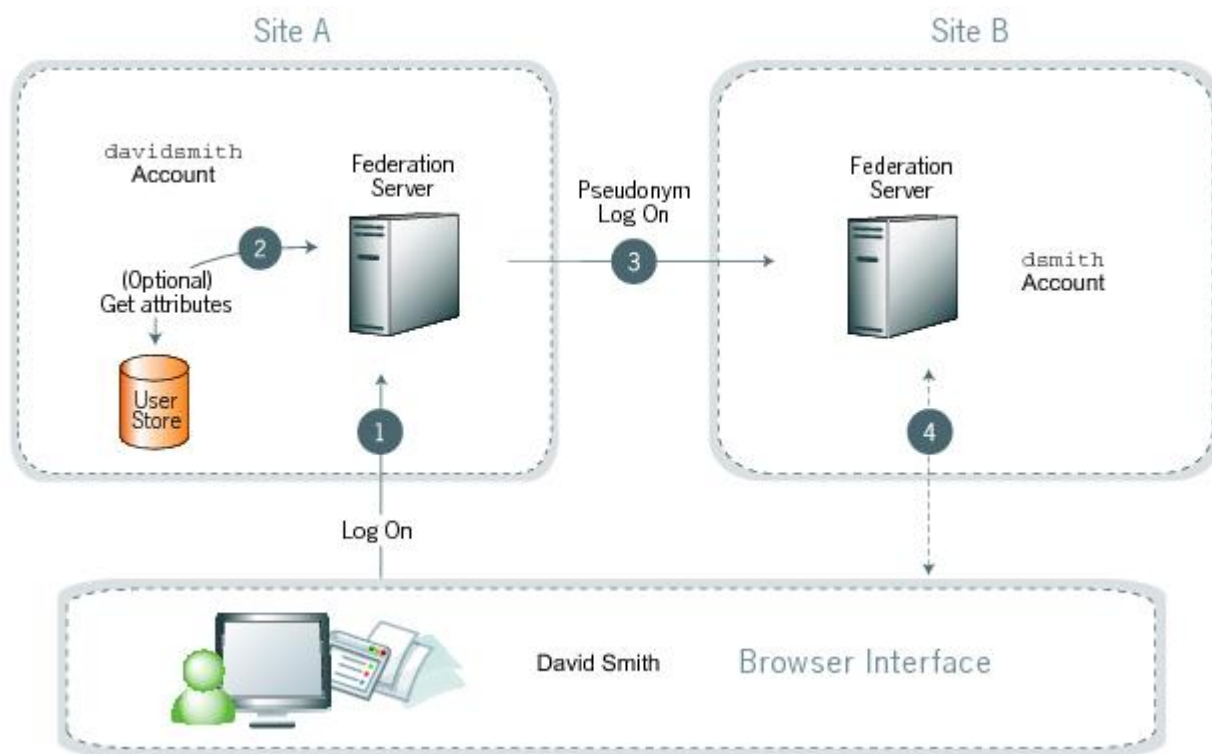 Site A
Site B
davidsmith
Account
Federation
Server
2
(Optional)
Get attributes
User
Store
1
Log On
Pseudonym
Log On
3
Federation
Server
dsmith
Account
4
David Smith
Browser Interface